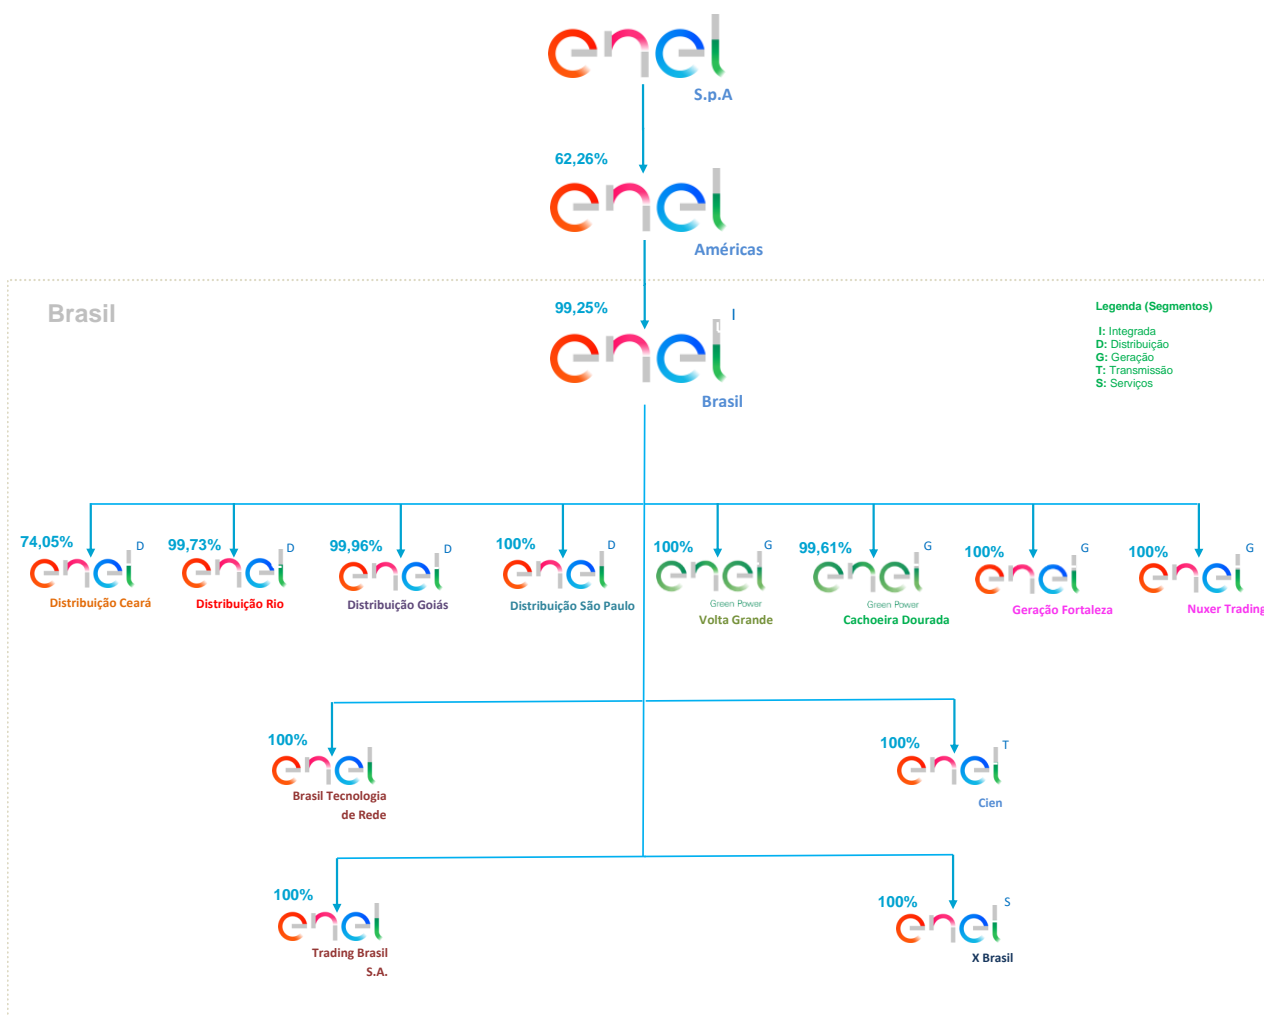 enel
S.p.A
62,26%
enel
Américas
Brasil
99,25%
I
enel
Brasil
Legenda (Segmentos)
I: Integrada
D: Distribuição
G: Geração
T: Transmissão
S: Serviços
74,05%
D
enel
Distribuição Ceará
99,73%
D
enel
Distribuição Rio
99,96%
D
enel
Distribuição Goiás
100%
D
enel
Distribuição São Paulo
100%
G
enel
Green Power
Volta Grande
99,61%
G
enel
Green Power
Cachoeira Dourada
100%
G
enel
Geração Fortaleza
100%
G
enel
Nuxer Trading
100%
enel
Brasil Tecnologia
de Rede
100%
T
enel
Cien
100%
enel
Trading Brasil
S.A.
100%
S
enel
X Brasil